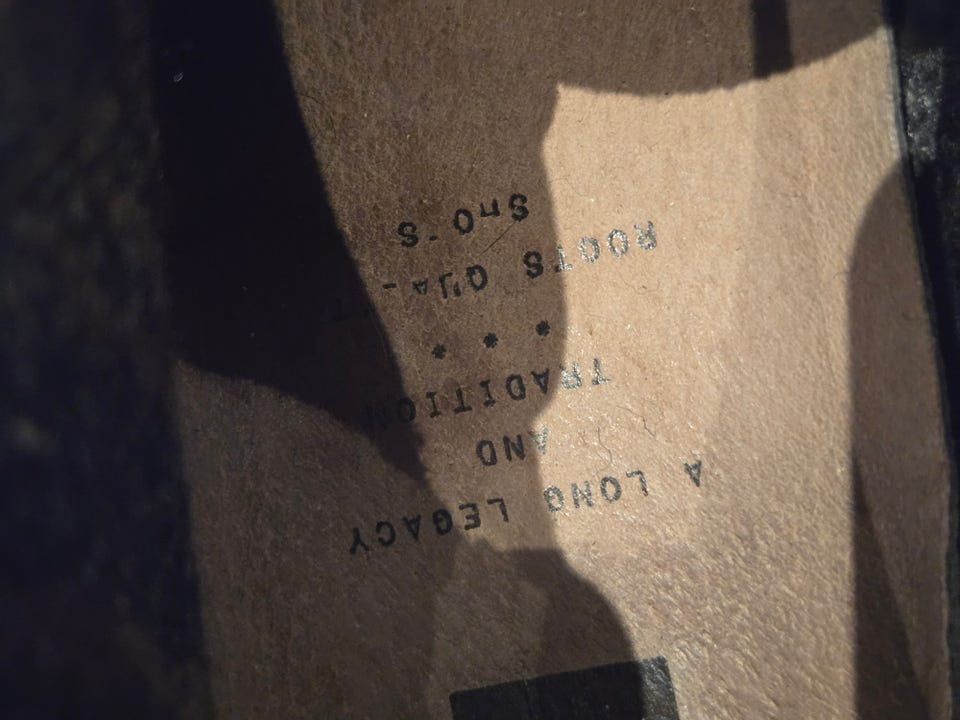 A LONG LEGACY
AND
TRADITION
* * *
ROOTS